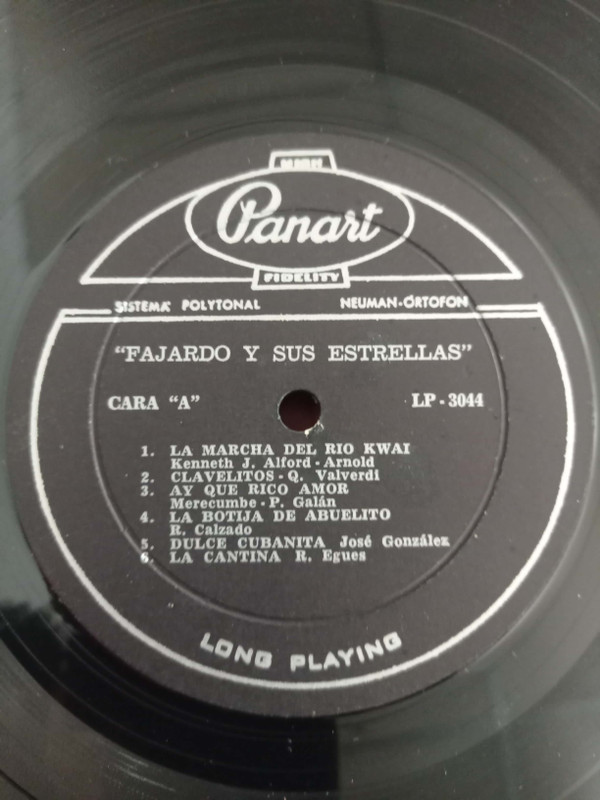 HIGH
Panart
FIDELITY
SISTEMA POLYTONAL NEUMAN-ORTOFON
"FAJARDO Y SUS ESTRELLAS"
CARA "A" LP - 3044
1. LA MARCHA DEL RIO KWAI
Kenneth J. Alford - Arnold
2. CLAVELITOS - Q. Valverdi
3. AY QUE RICO AMOR
Merecumbe - P. Galán
4. LA BOTIJA DE ABUELITO
R. Calzado
5. DULCE CUBANITA José González
6. LA CANTINA R. Egues
LONG PLAYING